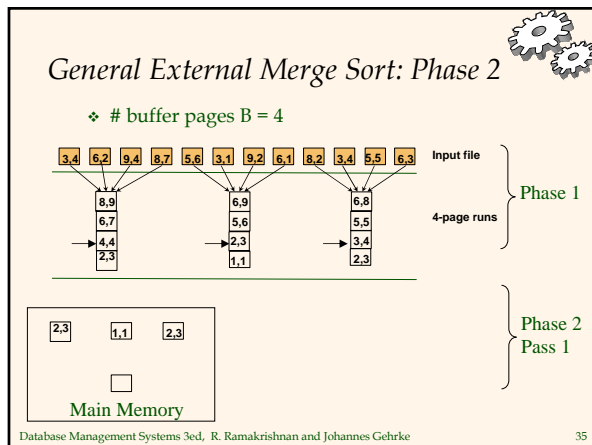 General External Merge Sort: Phase 2
❖ # buffer pages B = 4
3,4 6,2 9,4 8,7 5,6 3,1 9,2 6,1 8,2 3,4 5,5 6,3 Input file
Phase 1
8,9 6,9 6,8
6,7 5,6 5,5 4-page runs
4,4 2,3 3,4
2,3 1,1 2,3
Phase 2
Pass 1
2,3 1,1 2,3
Main Memory
Database Management Systems 3ed, R. Ramakrishnan and Johannes Gehrke 35